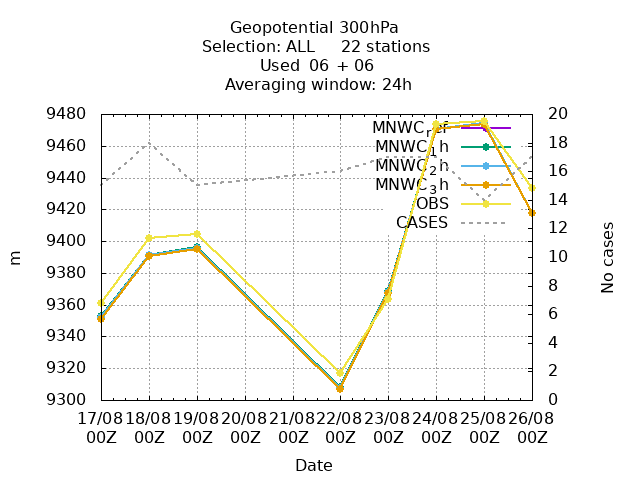 Geopotential 300hPa
Selection: ALL 22 stations
Used 06 + 06
Averaging window: 24h
9480
9460
9440
9420
9400
9380
9360
9340
9320
9300
20
18
16
14
12
10
8
6
4
2
0
m
No cases
MNWC_ref
MNWC_1h
MNWC_2h
MNWC_3h
OBS
CASES
17/08 18/08 19/08 20/08 21/08 22/08 23/08 24/08 25/08 26/08
00Z 00Z 00Z 00Z 00Z 00Z 00Z 00Z 00Z 00Z
Date